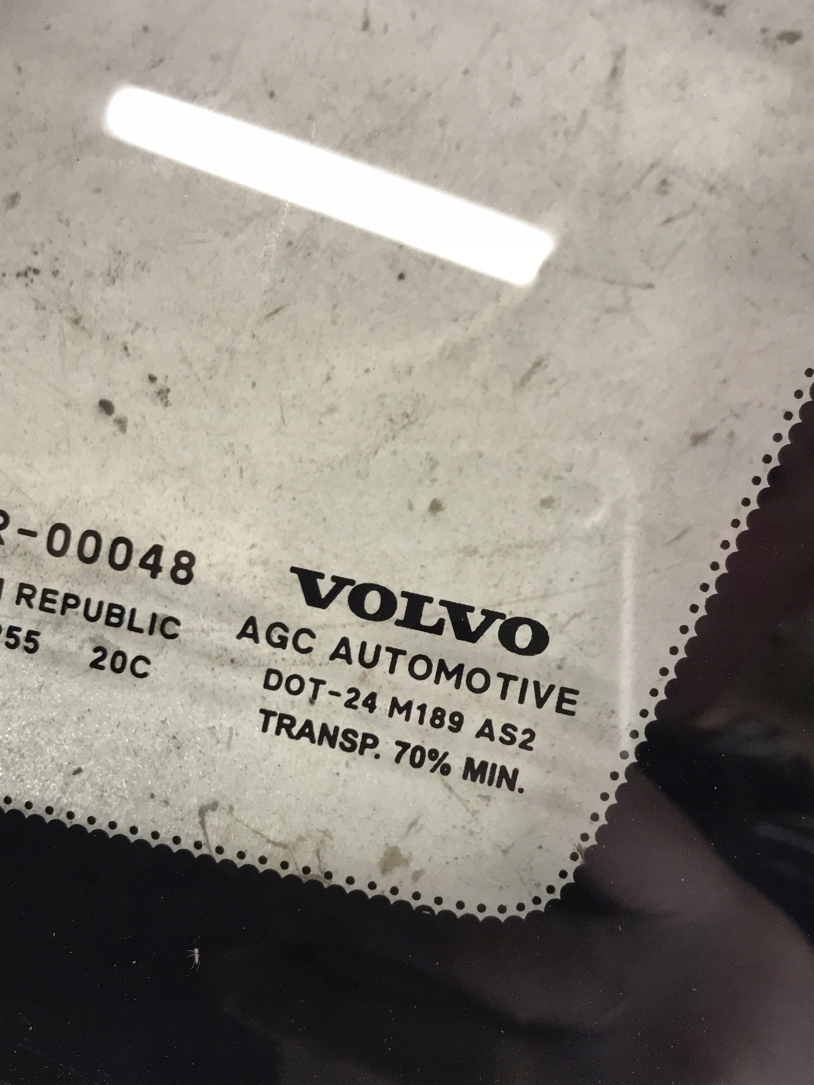 -00048
REPUBLIC
55 20C
VOLVO
AGC AUTOMOTIVE
DOT-24 M189 AS2
TRANSP. 70% MIN.